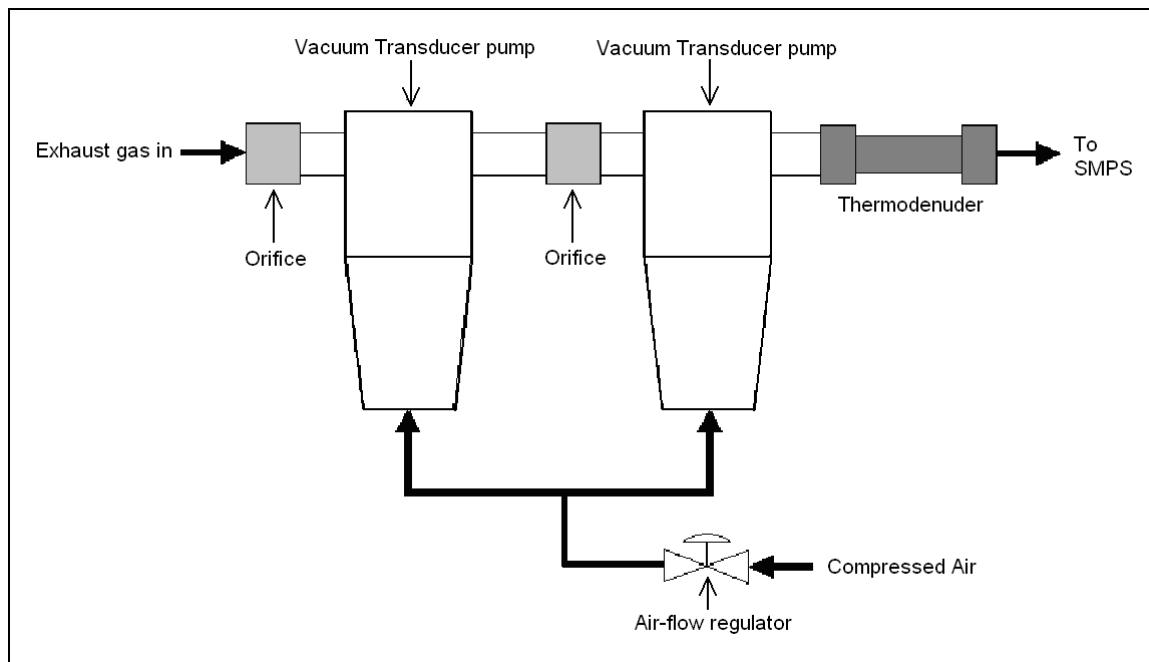 Vacuum Transducer pump
Vacuum Transducer pump
Exhaust gas in
To
SMPS
Thermodenuder
Orifice
Orifice
Compressed Air
Air-flow regulator